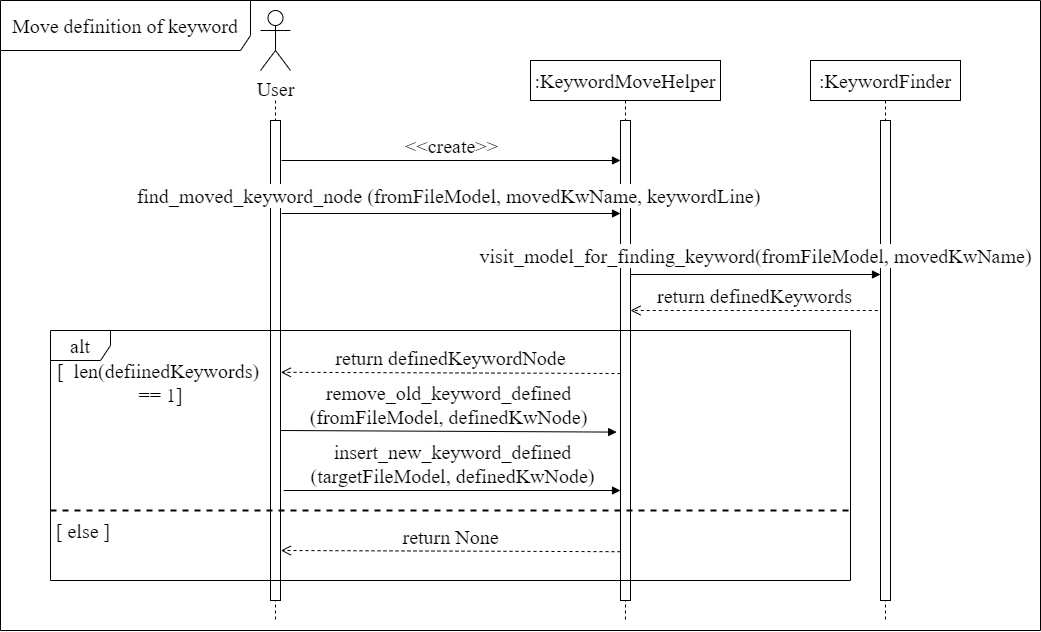 Move definition of keyword
User
:KeywordMoveHelper
:KeywordFinder
<<create>>
find_moved_keyword_node (fromFileModel, movedKwName, keywordLine)
visit_model_for_finding_keyword(fromFileModel, movedKwName)
return definedKeywords
alt
[ len(defiinedKeywords)
== 1]
return definedKeywordNode
remove_old_keyword_defined
(fromFileModel, definedKwNode)
insert_new_keyword_defined
(targetFileModel, definedKwNode)
[ else ]
return None